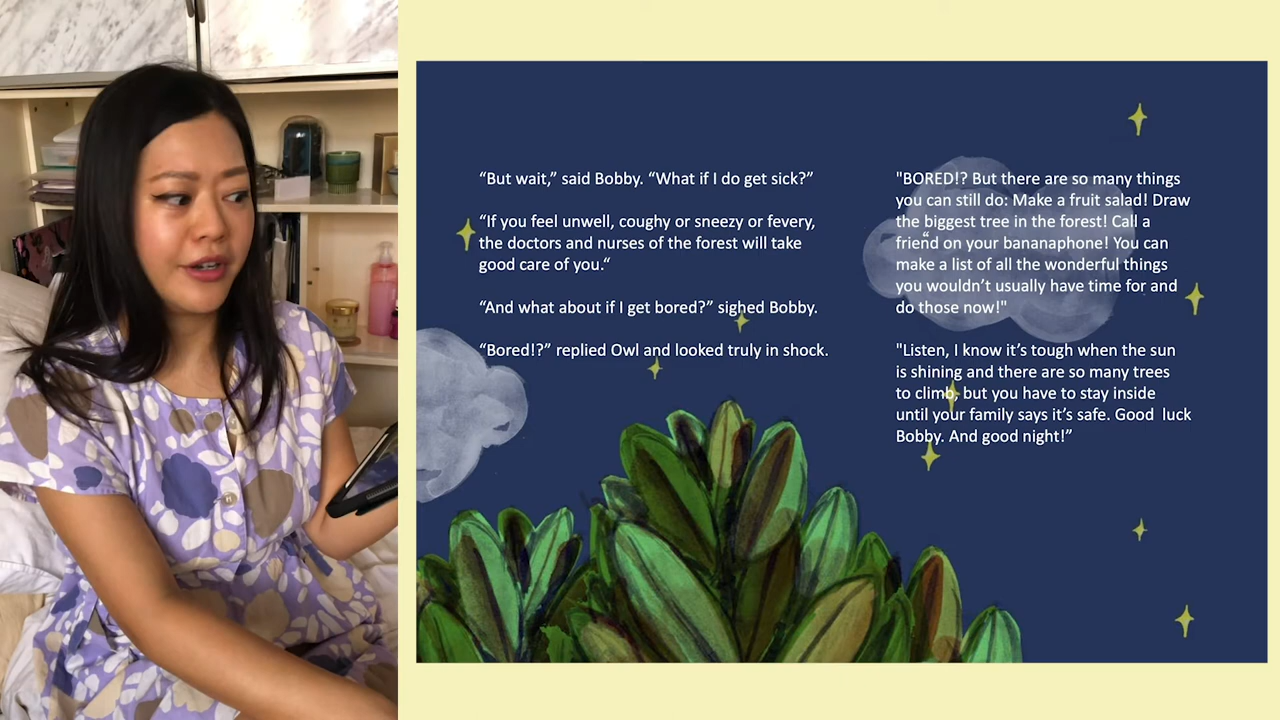 “But wait,” said Bobby. “What if I do get sick?”
“If you feel unwell, coughy or sneezy or fevery,
the doctors and nurses of the forest will take
good care of you.“
“And what about if I get bored?” sighed Bobby.
“Bored!?” replied Owl and looked truly in shock.
"BORED!? But there are so many things
you can still do: Make a fruit salad! Draw
the biggest tree in the forest! Call a
friend on your bananaphone! You can
make a list of all the wonderful things
you wouldn’t usually have time for and
do those now!"
"Listen, I know it’s tough when the sun
is shining and there are so many trees
to climb, but you have to stay inside
until your family says it’s safe. Good luck
Bobby. And good night!”